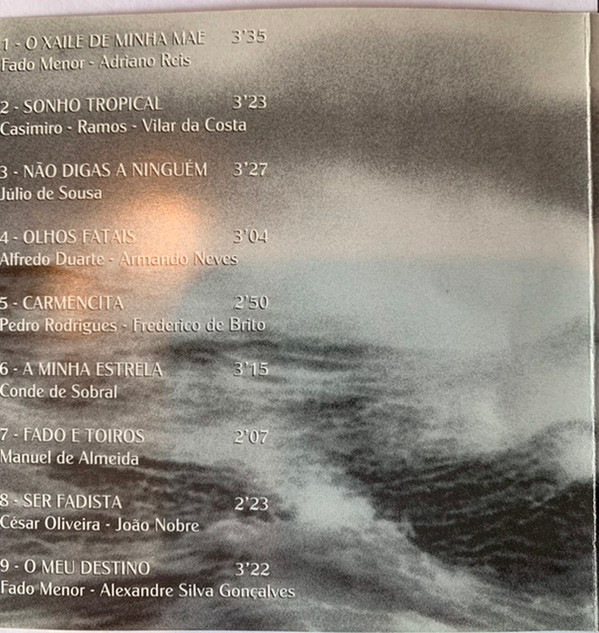 1 - O XAILE DE MINHA MÃE 3'35
Fado Menor - Adriano Reis
2 - SONHO TROPICAL 3'23
Casimiro - Ramos - Vilar da Costa
3 - NÃO DIGAS A NINGUÉM 3'27
Júlio de Sousa
4 - OLHOS FATAIS 3'04
Alfredo Duarte - Armando Neves
5 - CARMENCITA 2'50
Pedro Rodrigues - Frederico de Brito
6 - A MINHA ESTRELA 3'15
Conde de Sobral
7 - FADO E TOIROS 2'07
Manuel de Almeida
8 - SER FADISTA 2'23
César Oliveira - João Nobre
9 - O MEU DESTINO 3'22
Fado Menor - Alexandre Silva Gonçalves